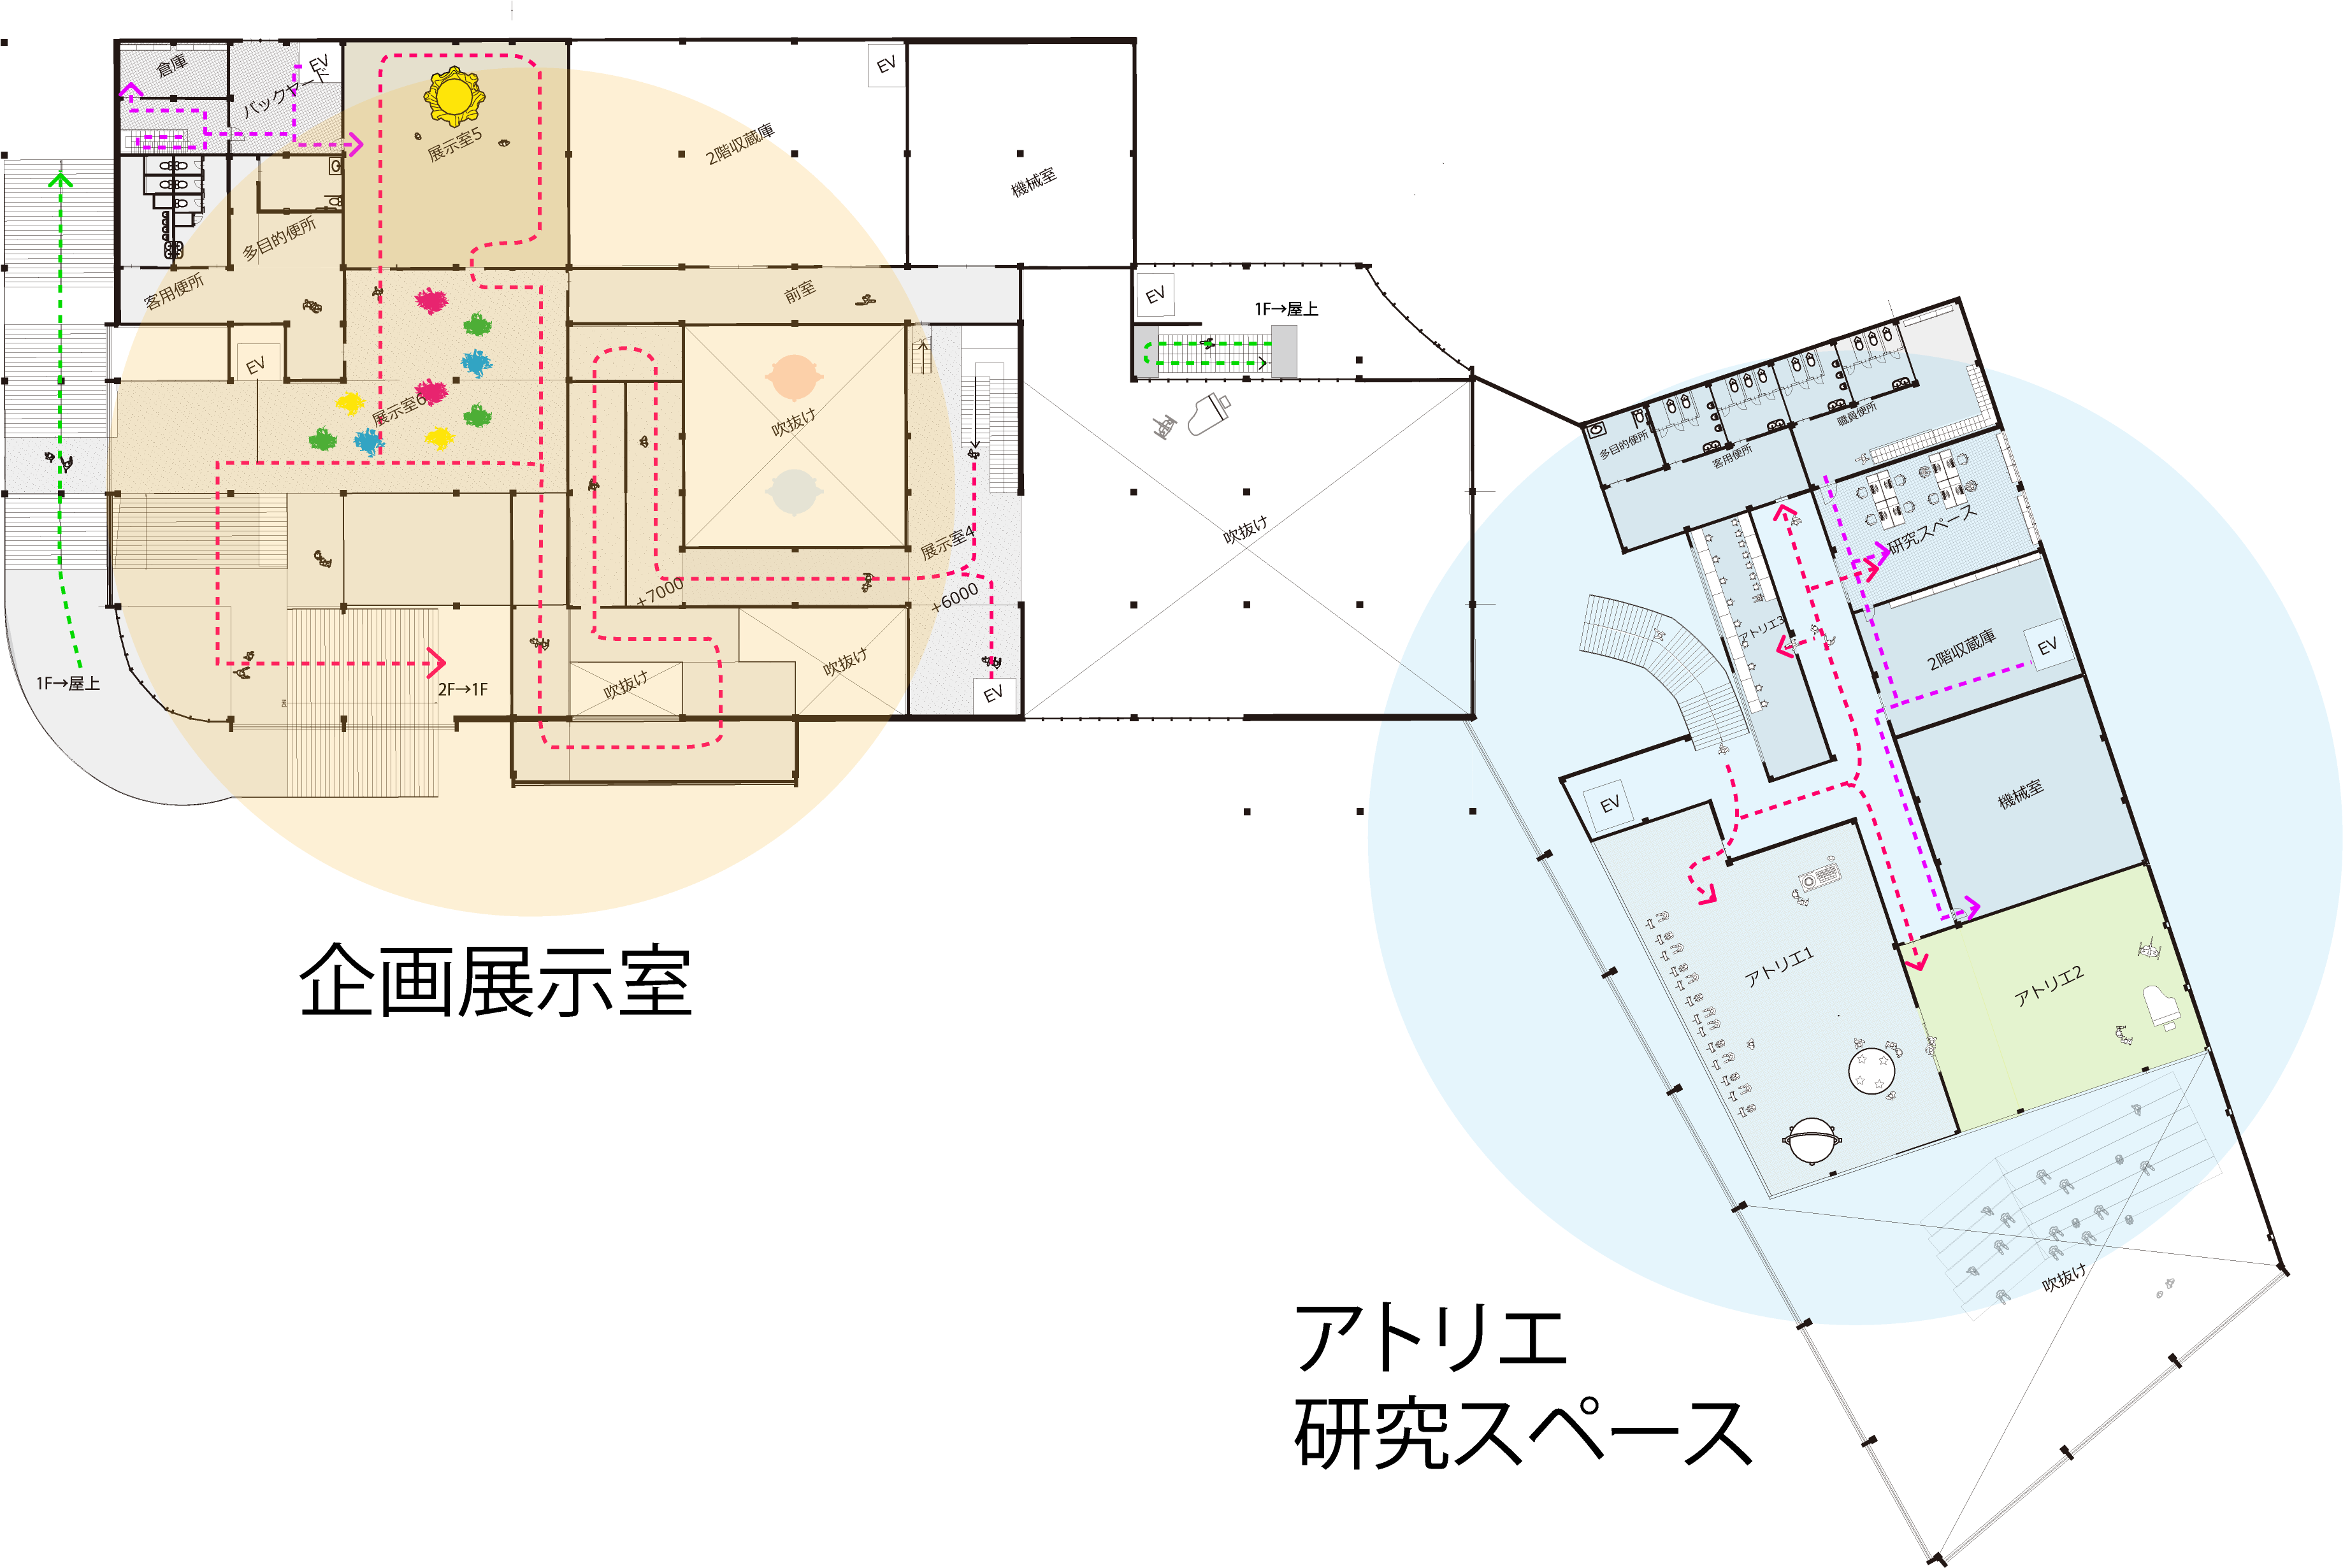 倉庫
EV
バックヤード
展示室5
2階収蔵庫
EV
機械室
多目的便所
客用便所
前室
EV
1F→屋上
EV
展示室6
吹抜け
展示室4
+7000
+6000
吹抜け
吹抜け
吹抜け
EV
1F→屋上
2F→1F
DN
企画展示室
多目的便所
客用便所
職員便所
研究スペース
アトリエ3
2階収蔵庫
EV
機械室
EV
アトリエ1
アトリエ2
吹抜け
アトリエ
研究スペース